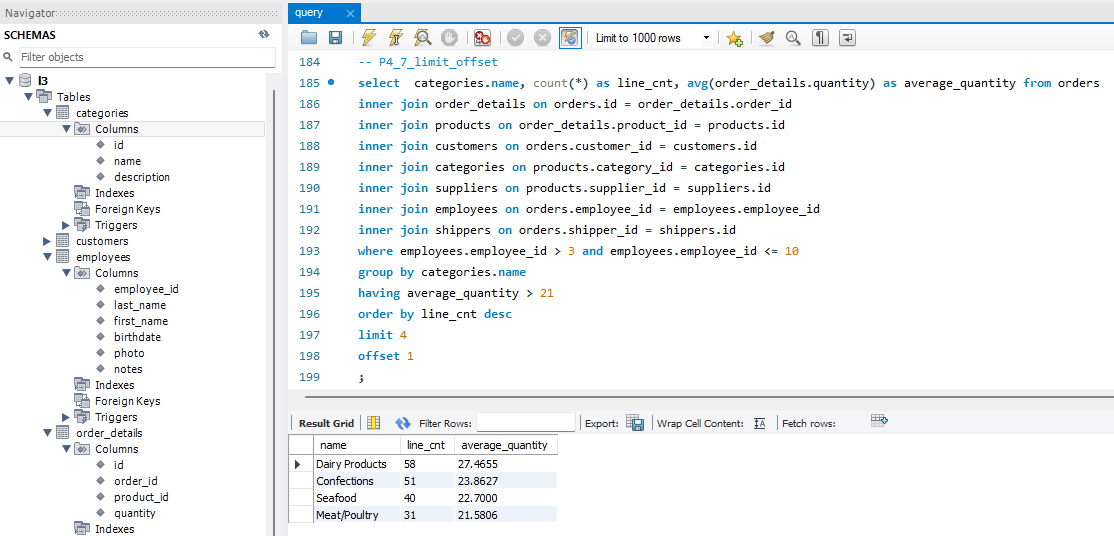 Navigator
SCHEMAS
Filter objects
l3
Tables
categories
Columns
id
name
description
Indexes
Foreign Keys
Triggers
customers
employees
Columns
employee_id
last_name
first_name
birthdate
photo
notes
Indexes
Foreign Keys
Triggers
order_details
Columns
id
order_id
product_id
quantity
Indexes
query
Limit to 1000 rows
184 -- P4_7_limit_offset
185 select categories.name, count(*) as line_cnt, avg(order_details.quantity) as average_quantity from orders
186 inner join order_details on orders.id = order_details.order_id
187 inner join products on order_details.product_id = products.id
188 inner join customers on orders.customer_id = customers.id
189 inner join categories on products.category_id = categories.id
190 inner join suppliers on products.supplier_id = suppliers.id
191 inner join employees on orders.employee_id = employees.employee_id
192 inner join shippers on orders.shipper_id = shippers.id
193 where employees.employee_id > 3 and employees.employee_id <= 10
194 group by categories.name
195 having average_quantity > 21
196 order by line_cnt desc
197 limit 4
198 offset 1
199 ;
Result Grid Filter Rows: Export: Wrap Cell Content: Fetch rows:
name line_cnt average_quantity
Dairy Products 58 27.4655
Confections 51 23.8627
Seafood 40 22.7000
Meat/Poultry 31 21.5806